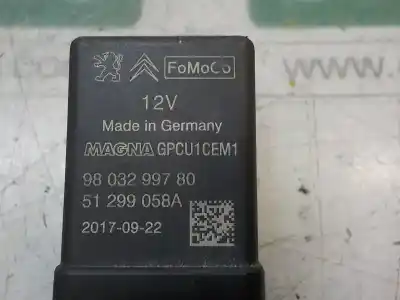 FoMoCo
12V
Made in Germany
MAGNA GPCU1CEM1
98 032 997 80
51 299 058A
2017-09-22